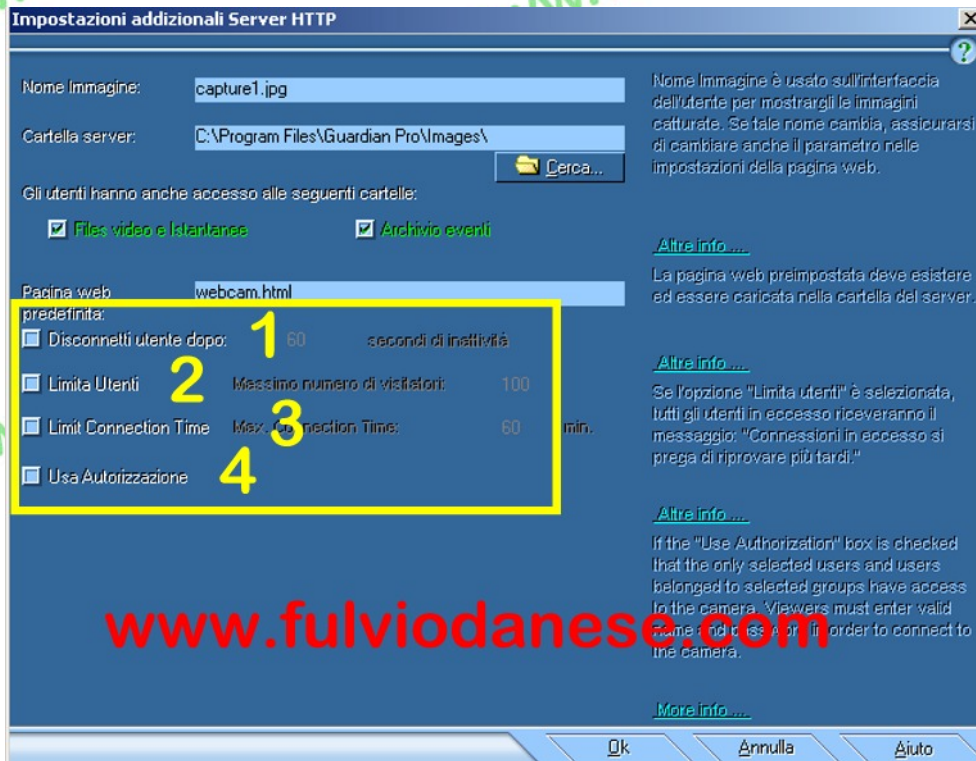 Impostazioni addizionali Server HTTP
Nome Immagine:
capture1.jpg
Cartella server:
C:\Program Files\Guardian Pro\Images\
Cerca...
Gli utenti hanno anche accesso alle seguenti cartelle:
Files video e Istantanee
Archivio eventi
Pagina web
predefinita:
webcam.html
Disconnetti utente dopo:
1
60
secondi di inattività
Limita Utenti
2
Massimo numero di visitatori:
100
Limit Connection Time
Max. Connection Time:
3
60
min.
Usa Autorizzazione
4
Nome Immagine è usato sull'interfaccia
dell'utente per mostrargli le immagini
catturate. Se tale nome cambia, assicurarsi
di cambiare anche il parametro nelle
impostazioni della pagina web.
Altre info ....
La pagina web preimpostata deve esistere
ed essere caricata nella cartella del server.
Altre info ....
Se l'opzione "Limita utenti" è selezionata,
tutti gli utenti in eccesso riceveranno il
messaggio: "Connessioni in eccesso si
prega di riprovare più tardi."
Altre info ....
If the "Use Authorization" box is checked
that the only selected users and users
belonged to selected groups have access
to the camera. Viewers must enter valid
name and password in order to connect to
the camera.
More info ....
www.fulviodanese.com
Ok
Annulla
Aiuto